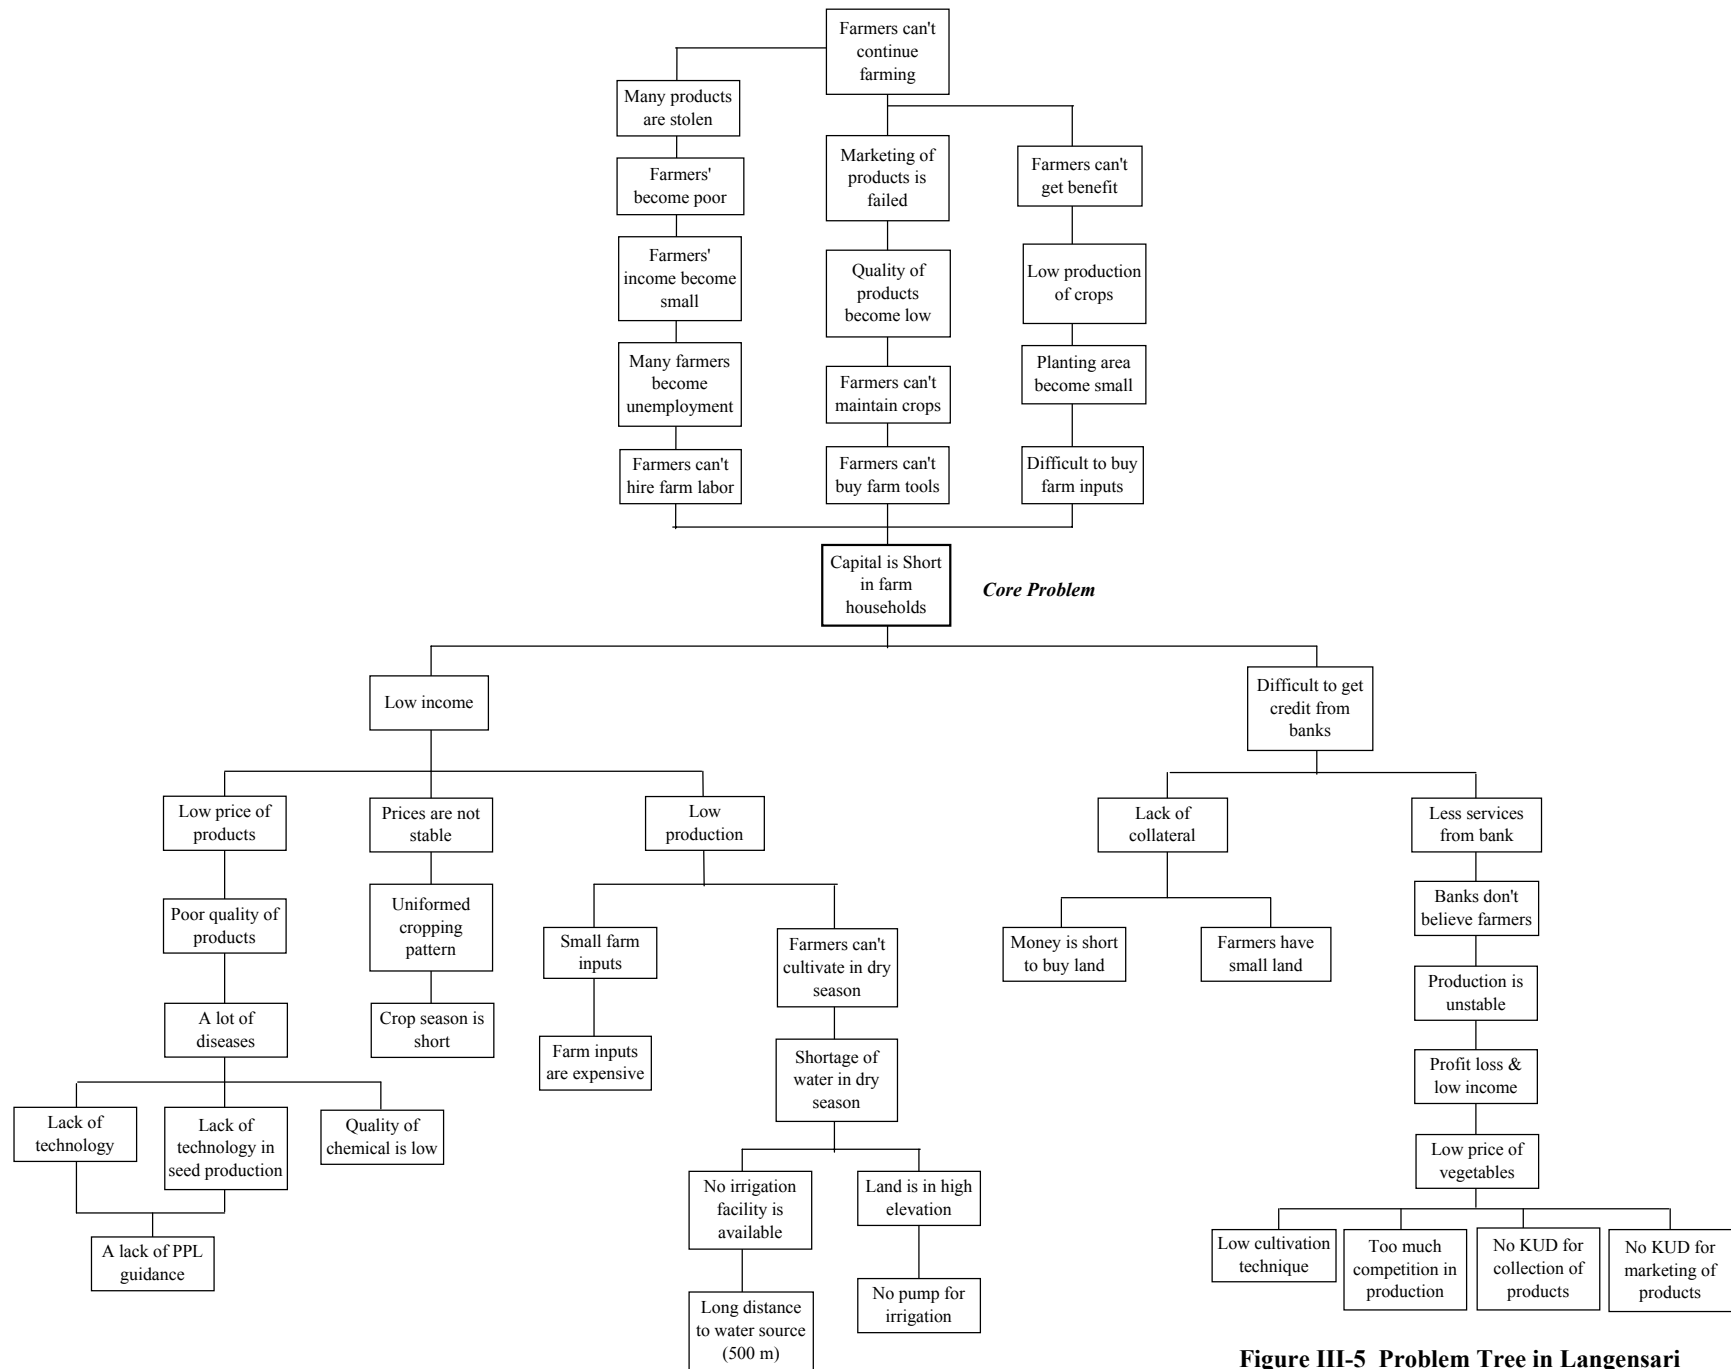 Farmers can't
continue
farming
Many products
are stolen
Farmers'
become poor
Farmers'
income become
small
Many farmers
become
unemployment
Farmers can't
hire farm labor
Marketing of
products is
failed
Quality of
products
become low
Farmers can't
maintain crops
Farmers can't
buy farm tools
Farmers can't
get benefit
Low production
of crops
Planting area
become small
Difficult to buy
farm inputs
Capital is Short
in farm
households
Core Problem
Low income
Difficult to get
credit from
banks
Low price of
products
Poor quality of
products
A lot of
diseases
Lack of
technology
Lack of
technology in
seed production
Quality of
chemical is low
A lack of PPL
guidance
Prices are not
stable
Uniformed
cropping
pattern
Crop season is
short
Low
production
Small farm
inputs
Farm inputs
are expensive
Farmers can't
cultivate in dry
season
Shortage of
water in dry
season
No irrigation
facility is
available
Long distance
to water source
(500 m)
Land is in high
elevation
No pump for
irrigation
Lack of
collateral
Money is short
to buy land
Farmers have
small land
Less services
from bank
Banks don't
believe farmers
Production is
unstable
Profit loss &
low income
Low price of
vegetables
Low cultivation
technique
Too much
competition in
production
No KUD for
collection of
products
No KUD for
marketing of
products
Figure III-5 Problem Tree in Langensari